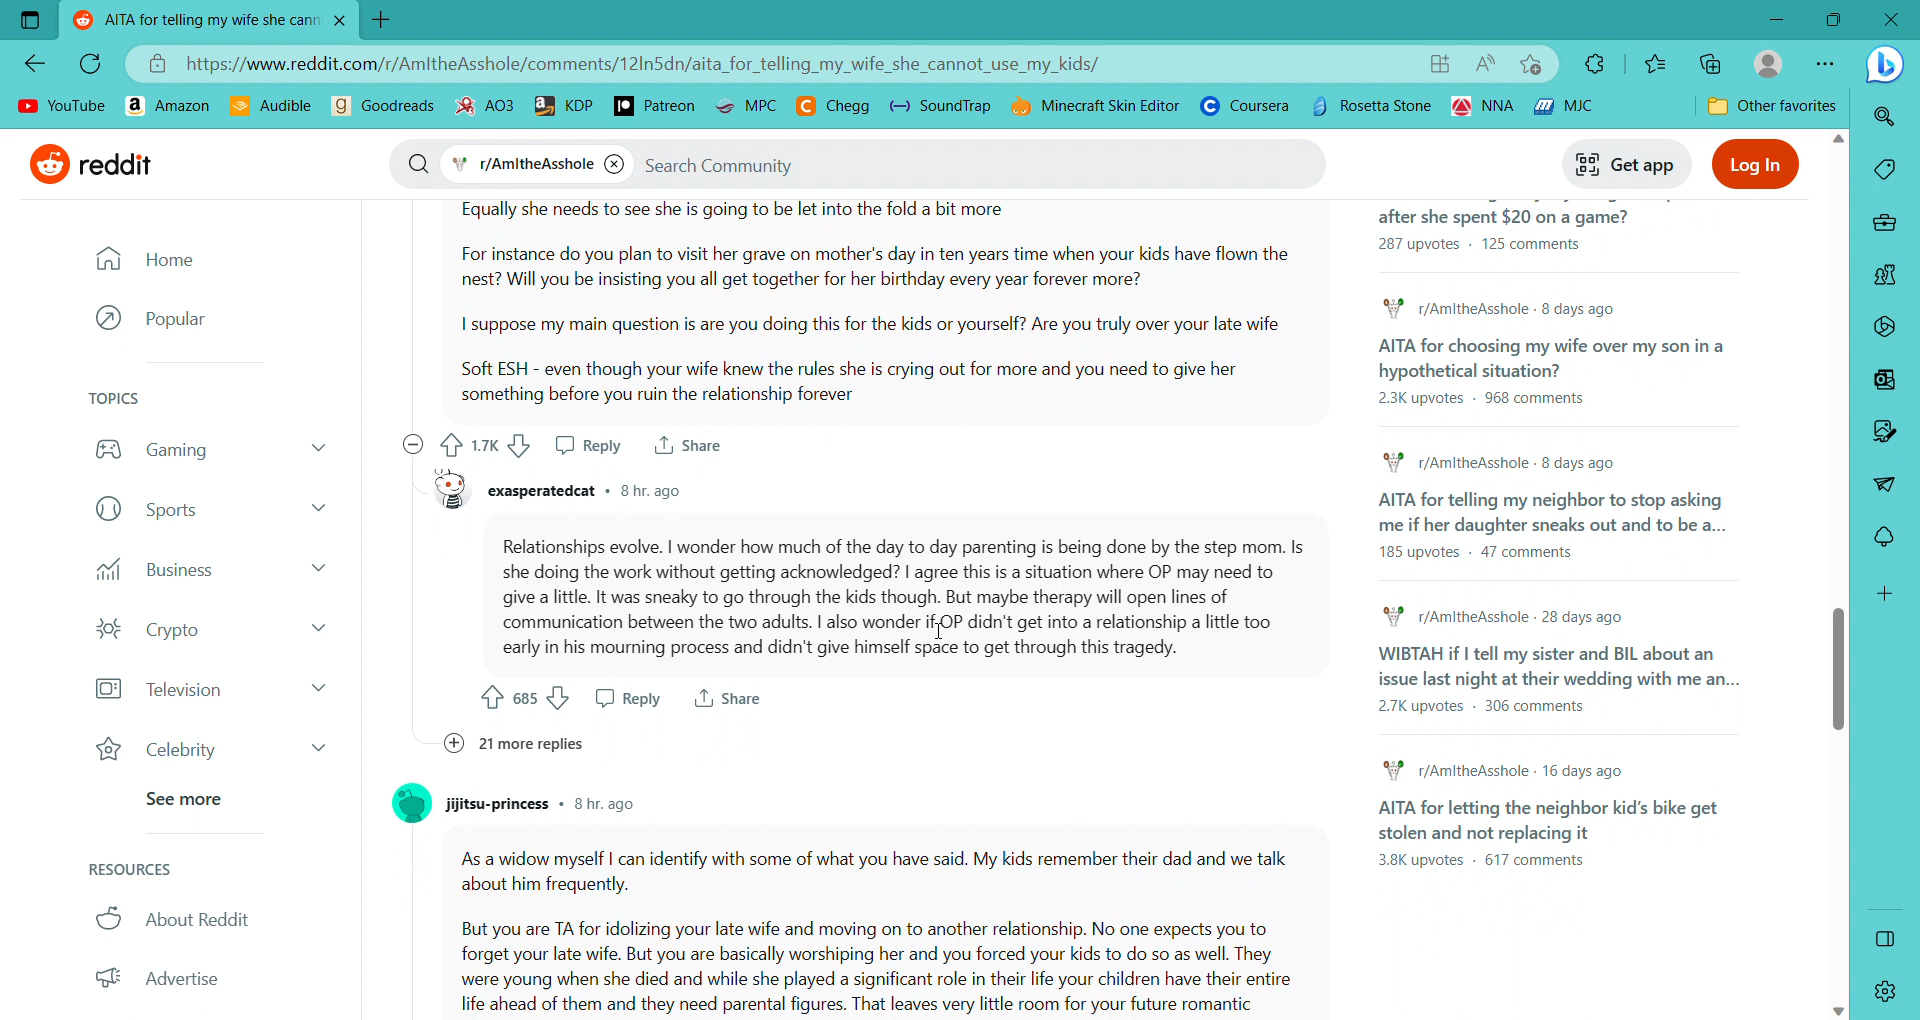 AITA for telling my wife she cann
https://www.reddit.com/r/AmItheAsshole/comments/12ln5dn/aita_for_telling_my_wife_she_cannot_use_my_kids/
YouTube Amazon Audible Goodreads AO3 KDP Patreon MPC Chegg SoundTrap Minecraft Skin Editor Coursera Rosetta Stone NNA MJC Other favorites
reddit
r/AmItheAsshole Search Community
Get app
Log In
Home
Popular
TOPICS
Gaming
Sports
Business
Crypto
Television
Celebrity
See more
RESOURCES
About Reddit
Advertise
Equally she needs to see she is going to be let into the fold a bit more
For instance do you plan to visit her grave on mother's day in ten years time when your kids have flown the
nest? Will you be insisting you all get together for her birthday every year forever more?
I suppose my main question is are you doing this for the kids or yourself? Are you truly over your late wife
Soft ESH - even though your wife knew the rules she is crying out for more and you need to give her
something before you ruin the relationship forever
1.7K Reply Share
exasperatedcat • 8 hr. ago
Relationships evolve. I wonder how much of the day to day parenting is being done by the step mom. Is
she doing the work without getting acknowledged? I agree this is a situation where OP may need to
give a little. It was sneaky to go through the kids though. But maybe therapy will open lines of
communication between the two adults. I also wonder if OP didn't get into a relationship a little too
early in his mourning process and didn't give himself space to get through this tragedy.
685 Reply Share
21 more replies
jijitsu-princess • 8 hr. ago
As a widow myself I can identify with some of what you have said. My kids remember their dad and we talk
about him frequently.
But you are TA for idolizing your late wife and moving on to another relationship. No one expects you to
forget your late wife. But you are basically worshiping her and you forced your kids to do so as well. They
were young when she died and while she played a significant role in their life your children have their entire
life ahead of them and they need parental figures. That leaves very little room for your future romantic
after she spent $20 on a game?
287 upvotes · 125 comments
r/AmItheAsshole · 8 days ago
AITA for choosing my wife over my son in a
hypothetical situation?
2.3K upvotes · 968 comments
r/AmItheAsshole · 8 days ago
AITA for telling my neighbor to stop asking
me if her daughter sneaks out and to be a...
185 upvotes · 47 comments
r/AmItheAsshole · 28 days ago
WIBTAH if I tell my sister and BIL about an
issue last night at their wedding with me an...
2.7K upvotes · 306 comments
r/AmItheAsshole · 16 days ago
AITA for letting the neighbor kid's bike get
stolen and not replacing it
3.8K upvotes · 617 comments